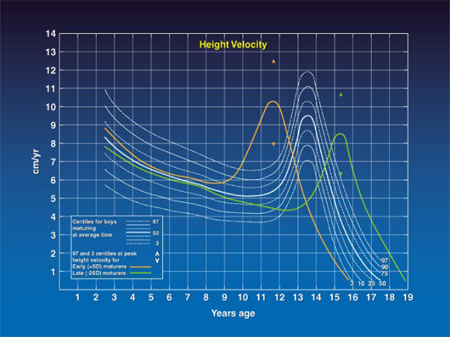 Height Velocity
14
13
12
11
10
9
8
7
6
5
4
3
2
1
cm/yr
Centiles for boys
maturing
at average time
97
50
3
97 and 3 centiles at peak
height velocity for
Early (+SD) maturers
Late (-2SD) maturers
97
90
75
3 10 25 50
1 2 3 4 5 6 7 8 9 10 11 12 13 14 15 16 17 18 19
Years age